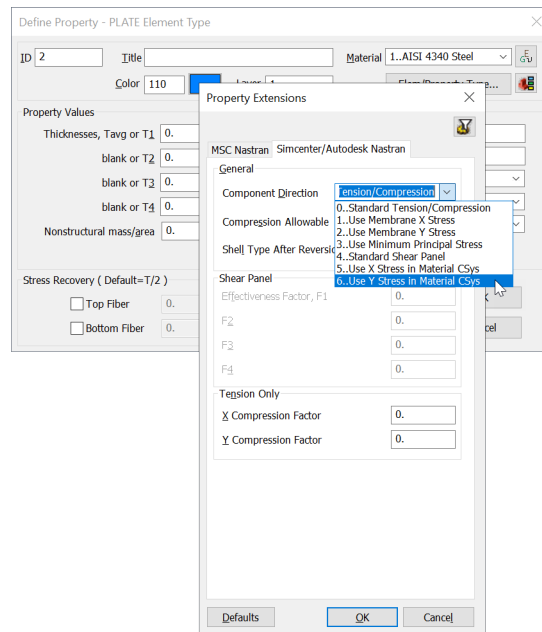 Define Property - PLATE Element Type
ID 2 Title Material 1..AISI 4340 Steel
Color 110
Property Extensions
Property Values
Thicknesses, Tavg or T1 0.
blank or T2 0.
blank or T3 0.
blank or T4 0.
Nonstructural mass/area 0.
Stress Recovery ( Default=T/2 )
Top Fiber 0.
Bottom Fiber 0.
MSC Nastran Simcenter/Autodesk Nastran
General
Component Direction Tension/Compression
0..Standard Tension/Compression
1..Use Membrane X Stress
2..Use Membrane Y Stress
3..Use Minimum Principal Stress
4..Standard Shear Panel
5..Use X Stress in Material CSys
6..Use Y Stress in Material CSys
Compression Allowable
Shell Type After Reversio
Shear Panel
Effectiveness Factor, F1 0.
F2 0.
F3 0.
F4 0.
Tension Only
X Compression Factor 0.
Y Compression Factor 0.
Defaults OK Cancel